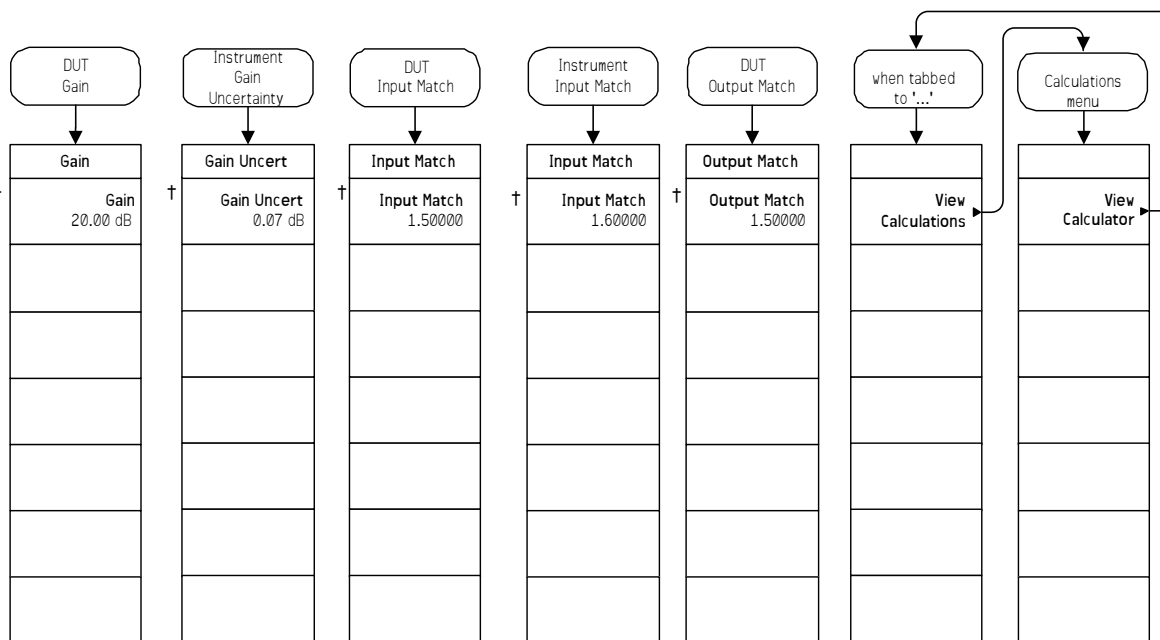 DUT
Gain
Gain
Gain
20.00 dB
Instrument
Gain
Uncertainty
Gain Uncert
†
Gain Uncert
0.07 dB
DUT
Input Match
Input Match
†
Input Match
1.50000
Instrument
Input Match
Input Match
†
Input Match
1.60000
DUT
Output Match
Output Match
†
Output Match
1.50000
when tabbed
to '...'
View
Calculations
Calculations
menu
View
Calculator